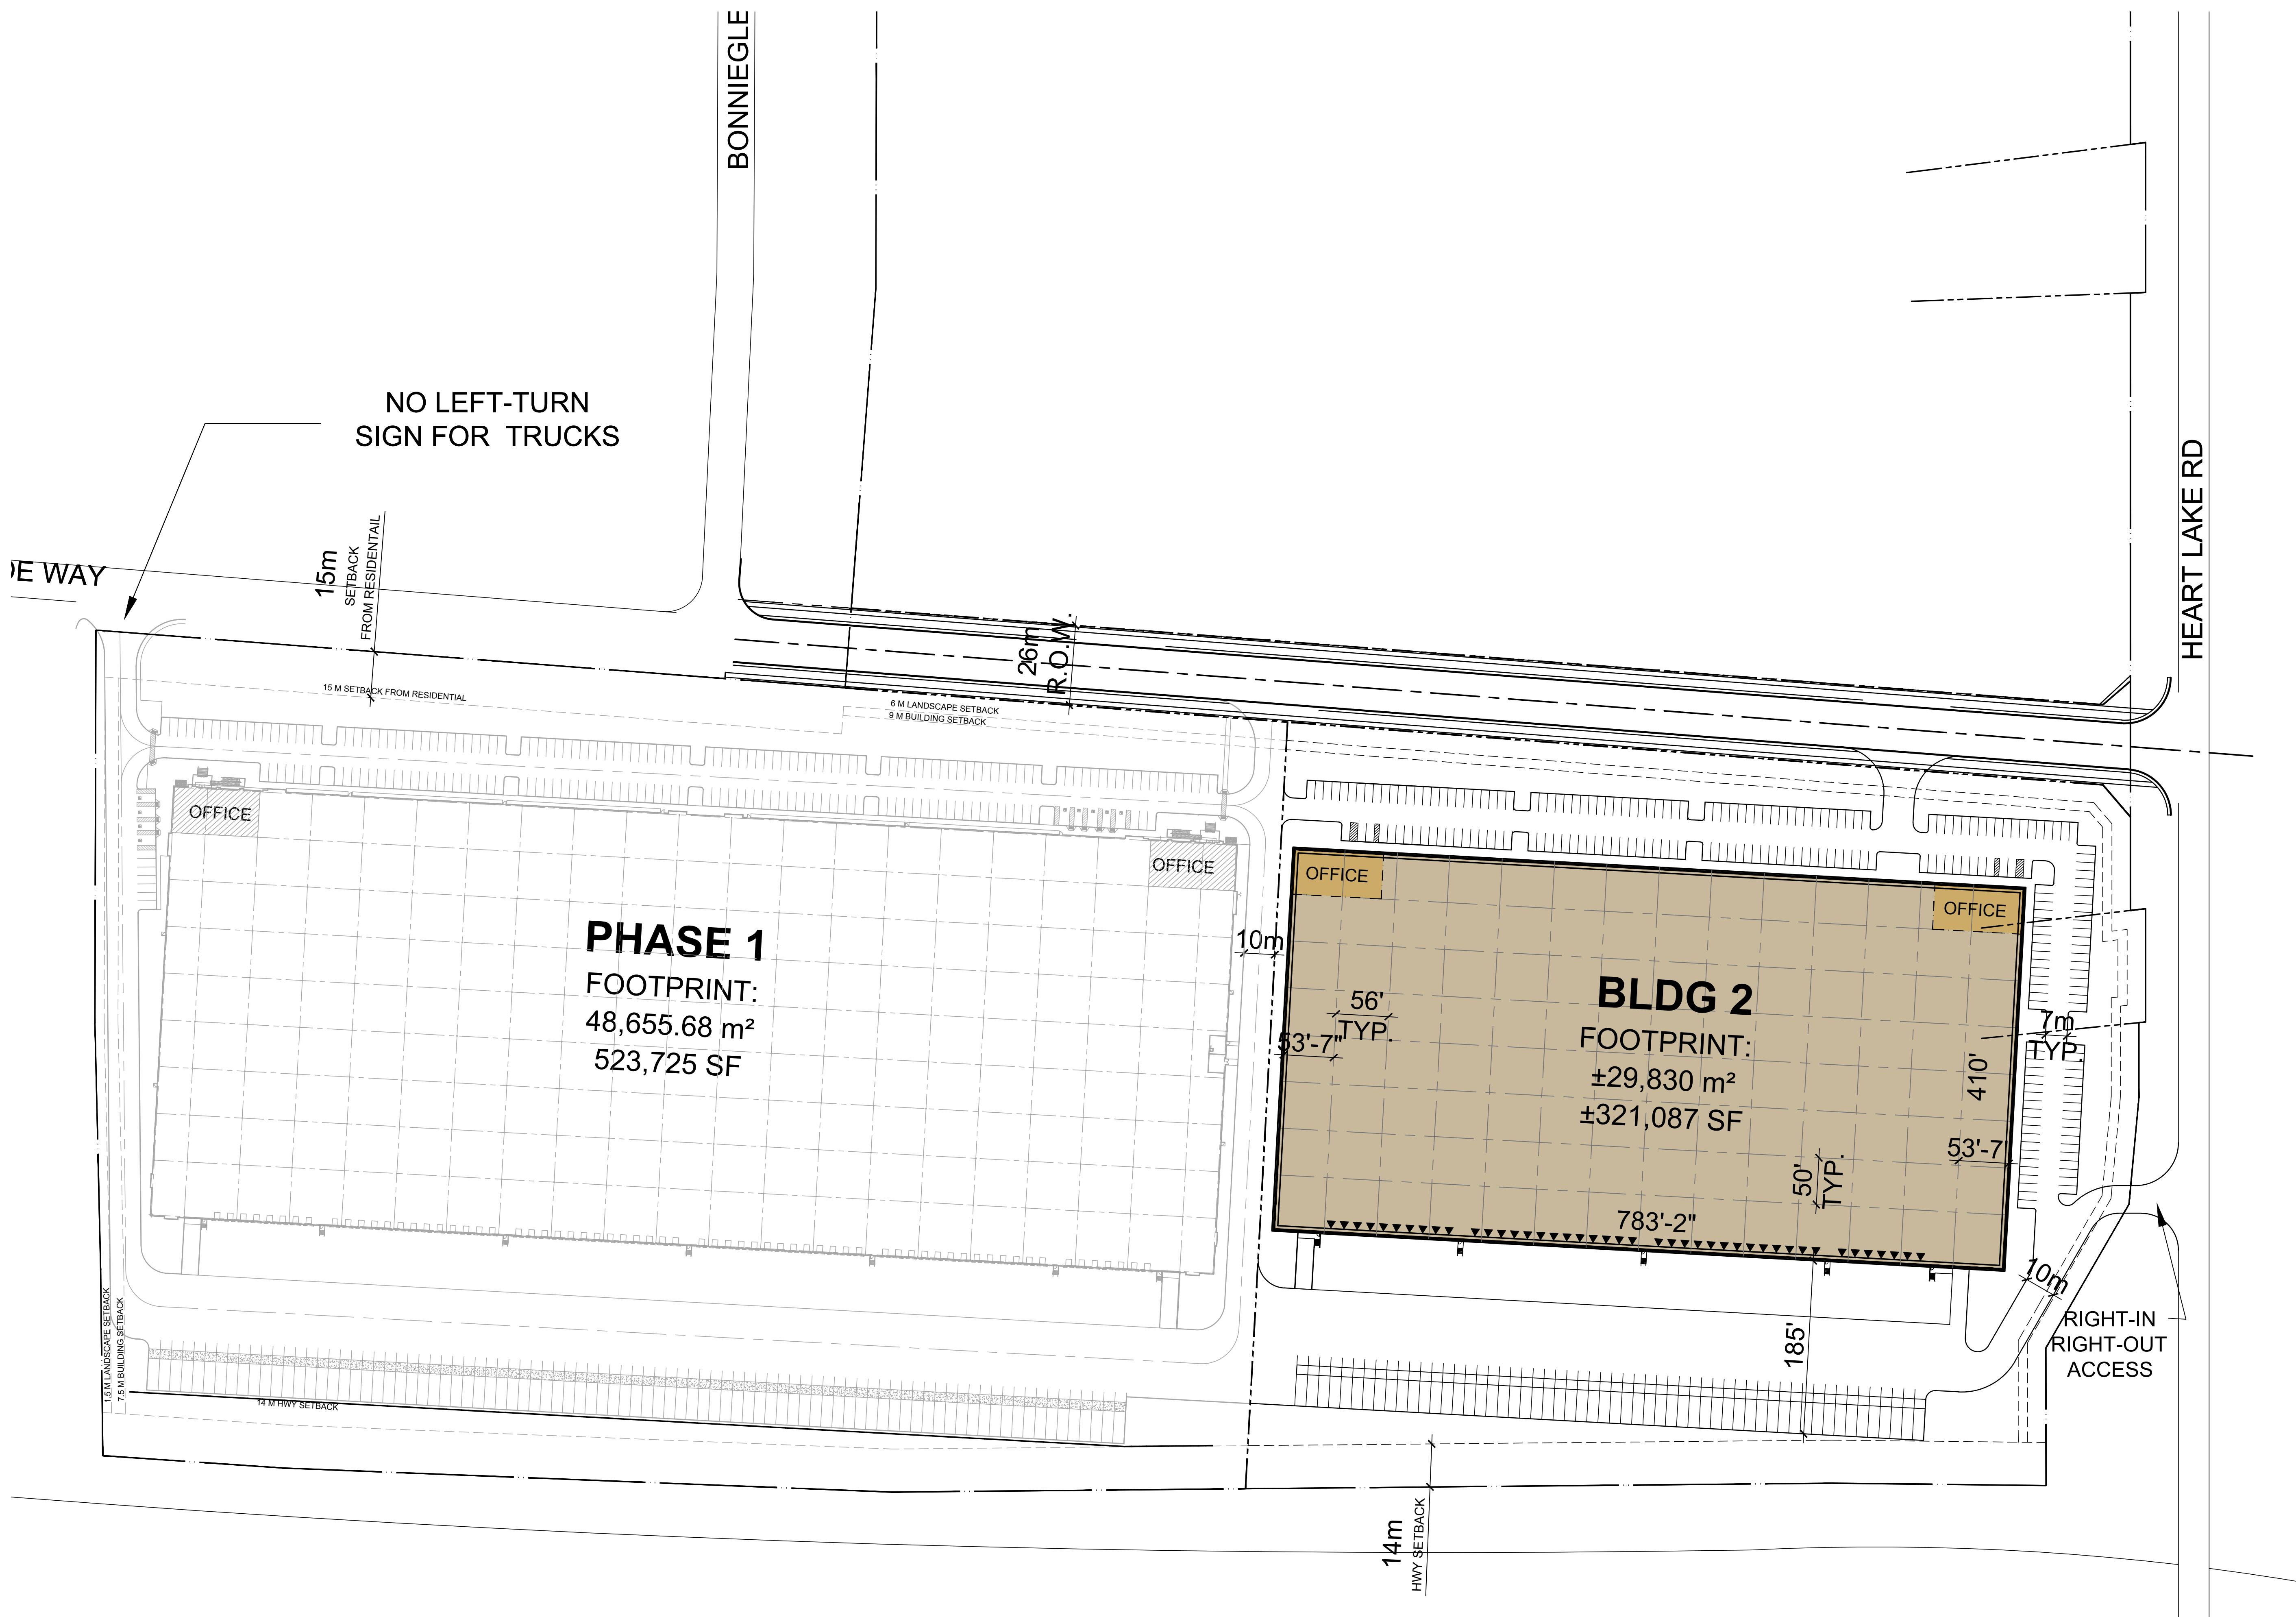 BONNIEGLE
NO LEFT-TURN
SIGN FOR TRUCKS
HEART LAKE RD
DE WAY
15m
SETBACK
FROM RESIDENTAIL
26m
R.O.W.
15 M SETBACK FROM RESIDENTIAL
6 M LANDSCAPE SETBACK
9 M BUILDING SETBACK
OFFICE
OFFICE
OFFICE
OFFICE
PHASE 1
FOOTPRINT:
48,655.68 m²
523,725 SF
10m
56'
TYP.
53'-7"
BLDG 2
FOOTPRINT:
±29,830 m²
±321,087 SF
7m
TYP.
410'
53'-7"
50'
TYP.
783'-2"
185'
10m
RIGHT-IN
RIGHT-OUT
ACCESS
1.5 M LANDSCAPE SETBACK
7.5 M BUILDING SETBACK
14 M HWY SETBACK
14m
HWY SETBACK